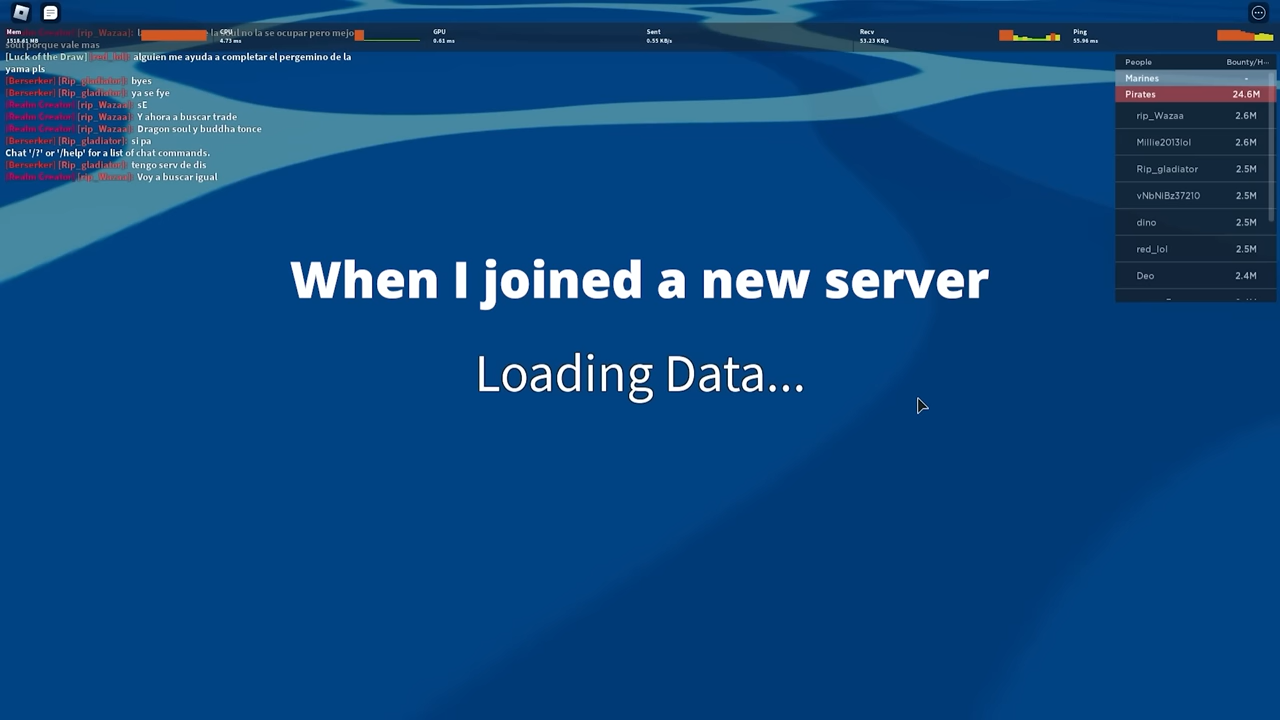 Mem
CPU
4.73 ms
GPU
0.61 ms
Sent
0.55 KB/s
Recv
53.23 KB/s
Ping
55.96 ms
no la se ocupar pero mejo
soul porque vale mas
[Luck of the Draw] [red_lol]: alguien me ayuda a completar el pergemino de la
yama pls
[Berserker] [Rip_gladiator]: byes
[Berserker] [Rip_gladiator]: ya se fye
[Realm Creator] [rip_Wazaa]: sE
[Realm Creator] [rip_Wazaa]: Y ahora a buscar trade
[Realm Creator] [rip_Wazaa]: Dragon soul y buddha tonce
[Berserker] [Rip_gladiator]: si pa
Chat '/?' or '/help' for a list of chat commands.
[Berserker] [Rip_gladiator]: tengo serv de dis
[Realm Creator] [rip_Wazaa]: Voy a buscar igual
People Bounty/H...
Marines -
Pirates 24.6M
rip_Wazaa 2.6M
Millie2013lol 2.6M
Rip_gladiator 2.5M
vNbNiBz37210 2.5M
dino 2.5M
red_lol 2.5M
Deo 2.4M
When I joined a new server
Loading Data...